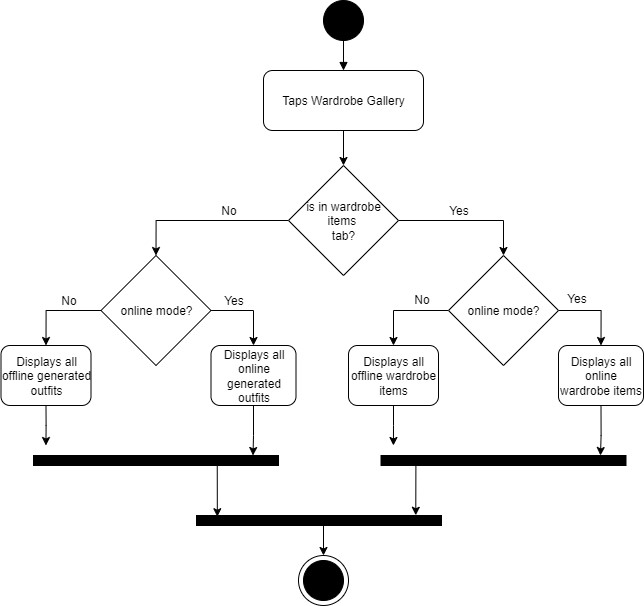 Taps Wardrobe Gallery
is in wardrobe
items
tab?
No
Yes
online mode?
No
Yes
online mode?
No
Yes
Displays all
offline generated
outfits
Displays all
online
generated
outfits
Displays all
offline wardrobe
items
Displays all
online
wardrobe items